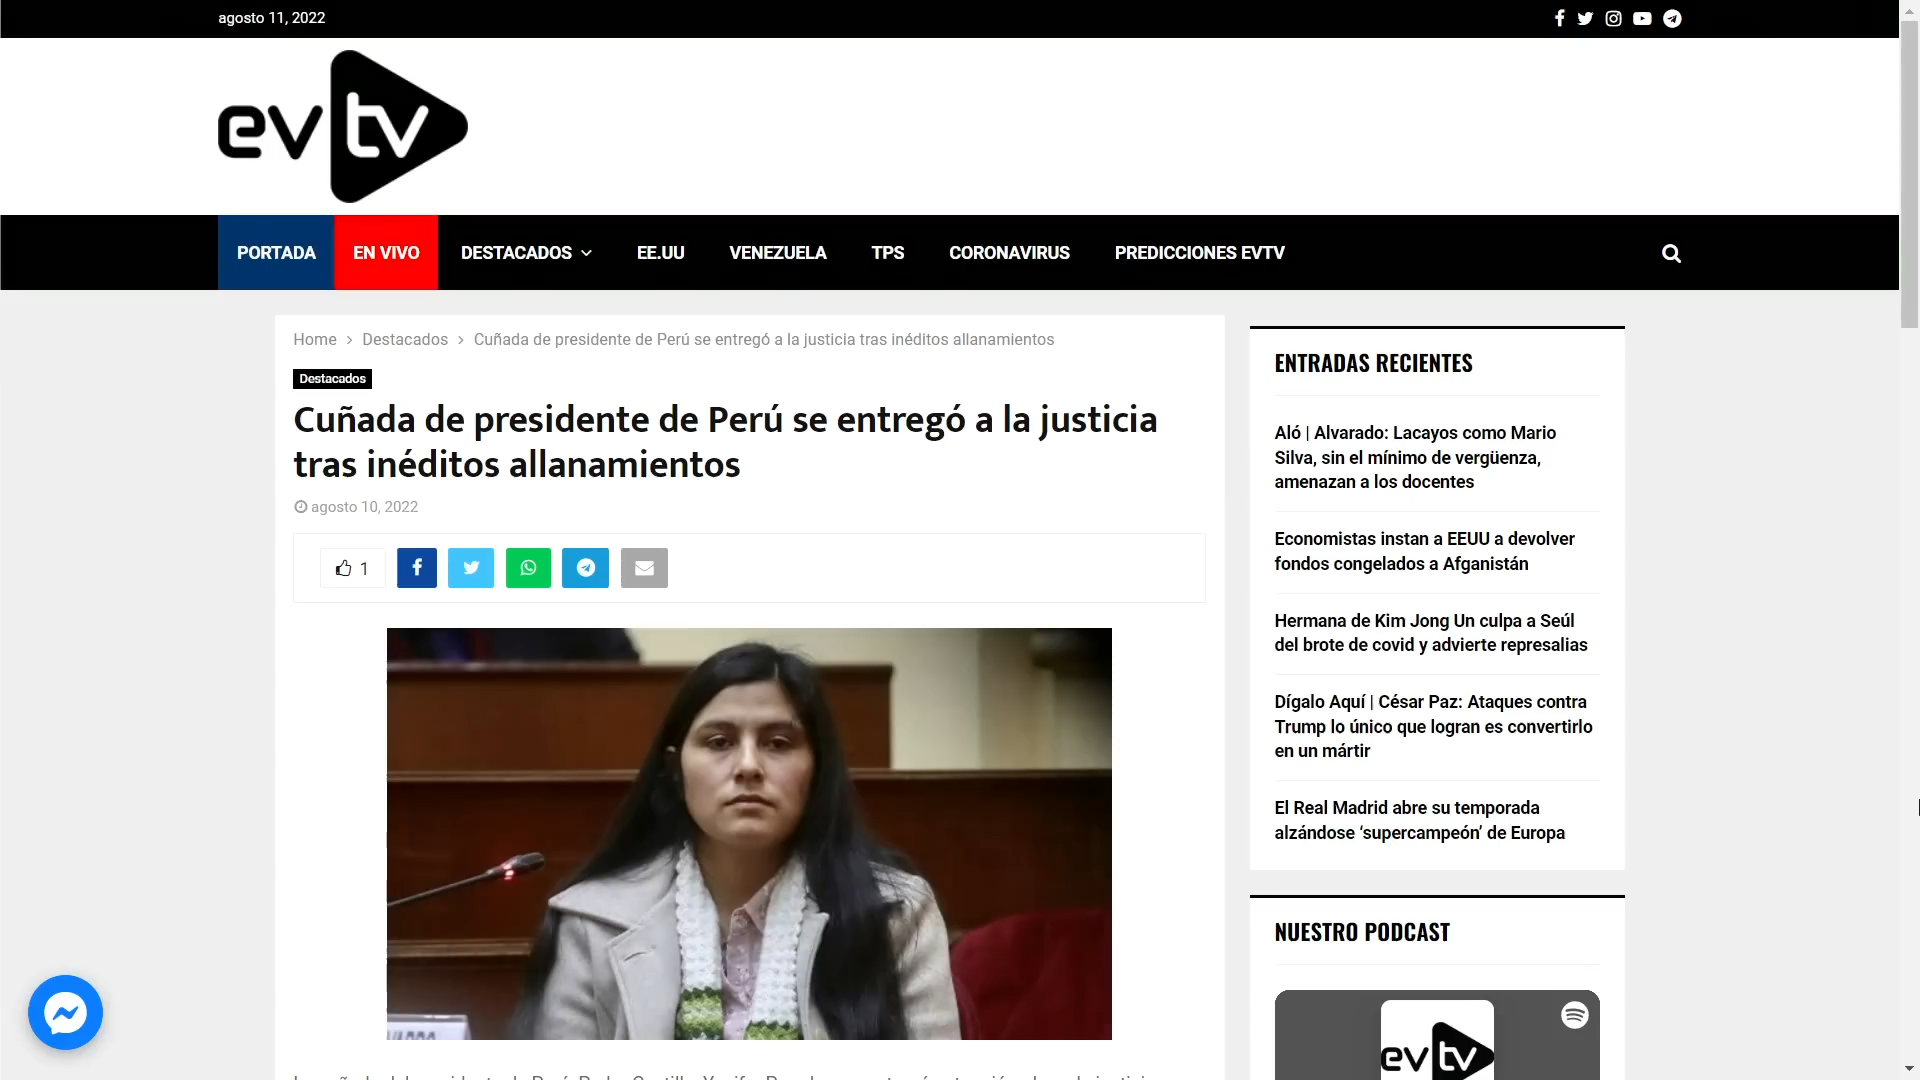 agosto 11, 2022
evtv
PORTADA
EN VIVO
DESTACADOS
EE.UU
VENEZUELA
TPS
CORONAVIRUS
PREDICCIONES EVTV
Home > Destacados > Cuñada de presidente de Perú se entregó a la justicia tras inéditos allanamientos
Destacados
Cuñada de presidente de Perú se entregó a la justicia
tras inéditos allanamientos
agosto 10, 2022
1
ENTRADAS RECIENTES
Aló | Alvarado: Lacayos como Mario
Silva, sin el mínimo de vergüenza,
amenazan a los docentes
Economistas instan a EEUU a devolver
fondos congelados a Afganistán
Hermana de Kim Jong Un culpa a Seúl
del brote de covid y advierte represalias
Dígalo Aquí | César Paz: Ataques contra
Trump lo único que logran es convertirlo
en un mártir
El Real Madrid abre su temporada
alzándose ‘supercampeón’ de Europa
NUESTRO PODCAST
evtv